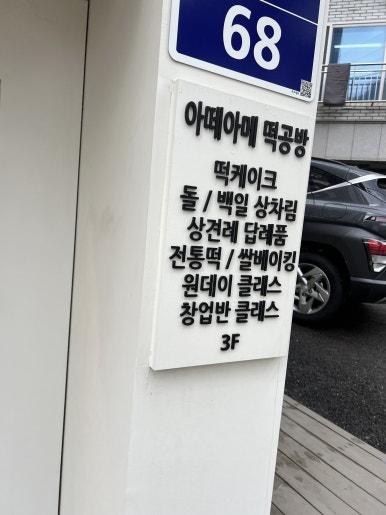 68
아떼아메 떡공방
떡케이크
돌 / 백일 상차림
상견례 답례품
전통떡 / 쌀베이킹
원데이 클래스
창업반 클래스
3F